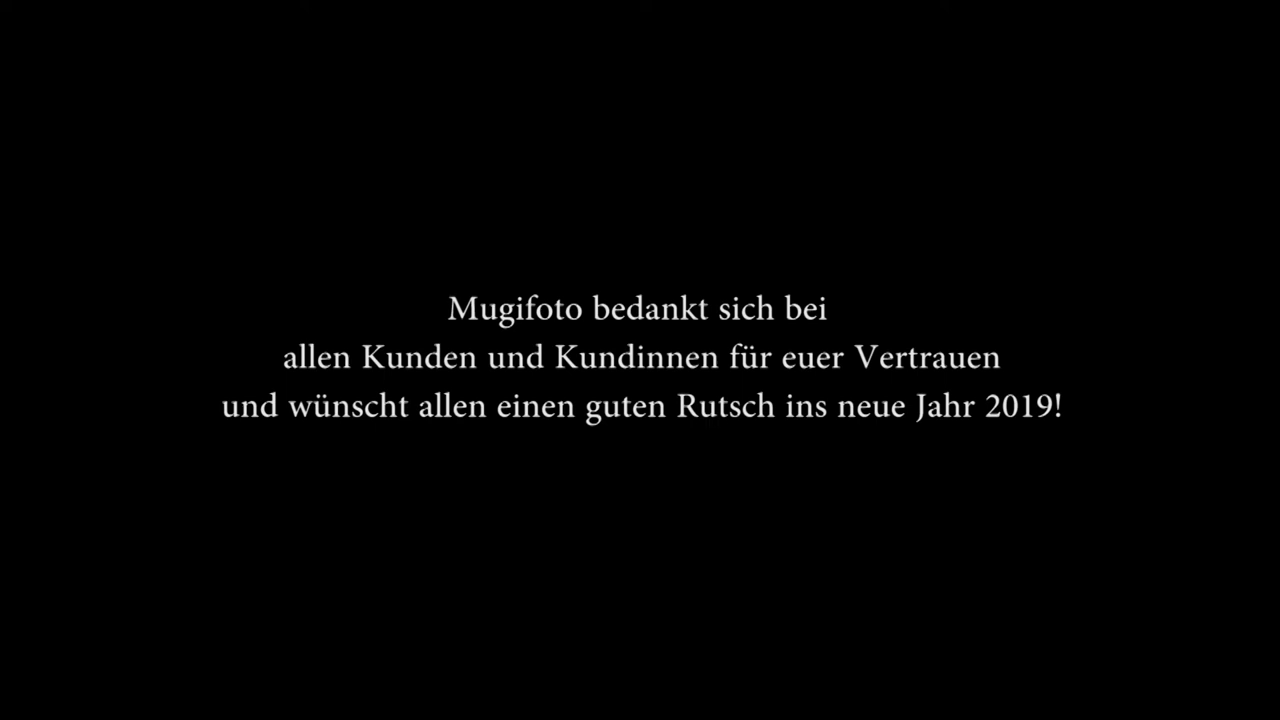 Mugifoto bedankt sich bei
allen Kunden und Kundinnen für euer Vertrauen
und wünscht allen einen guten Rutsch ins neue Jahr 2019!